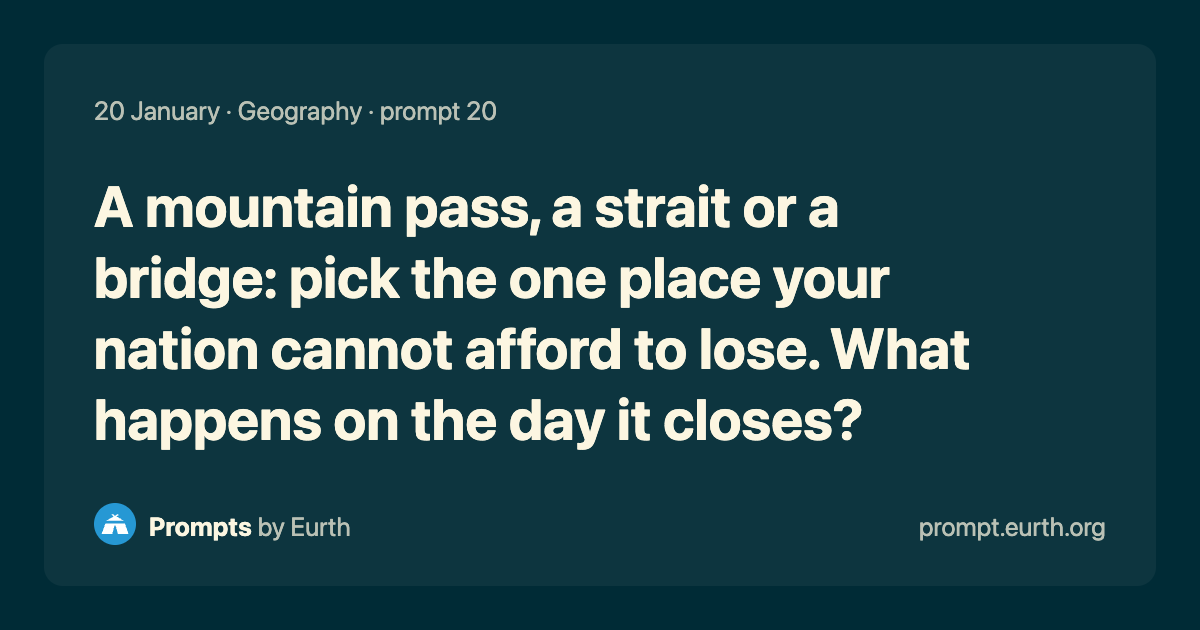 20 January · Geography · prompt 20
A mountain pass, a strait or a
bridge: pick the one place your
nation cannot afford to lose. What
happens on the day it closes?
Prompts by Eurth
prompt.eurth.org